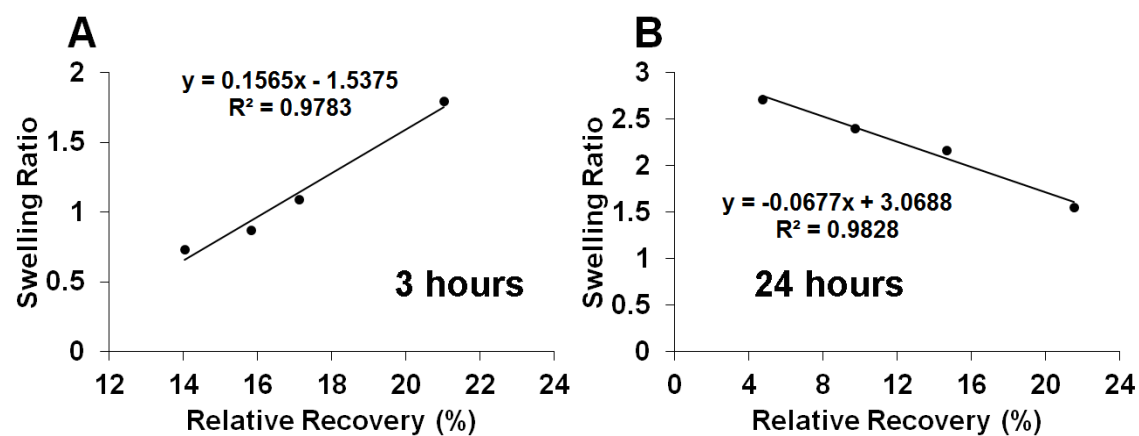 A
y = 0.1565x - 1.5375
R² = 0.9783
Swelling Ratio
2
1.5
1
0.5
0
3 hours
12 14 16 18 20 22 24
Relative Recovery (%)
B
y = -0.0677x + 3.0688
R² = 0.9828
Swelling Ratio
3
2.5
2
1.5
1
0.5
0
24 hours
0 4 8 12 16 20 24
Relative Recovery (%)